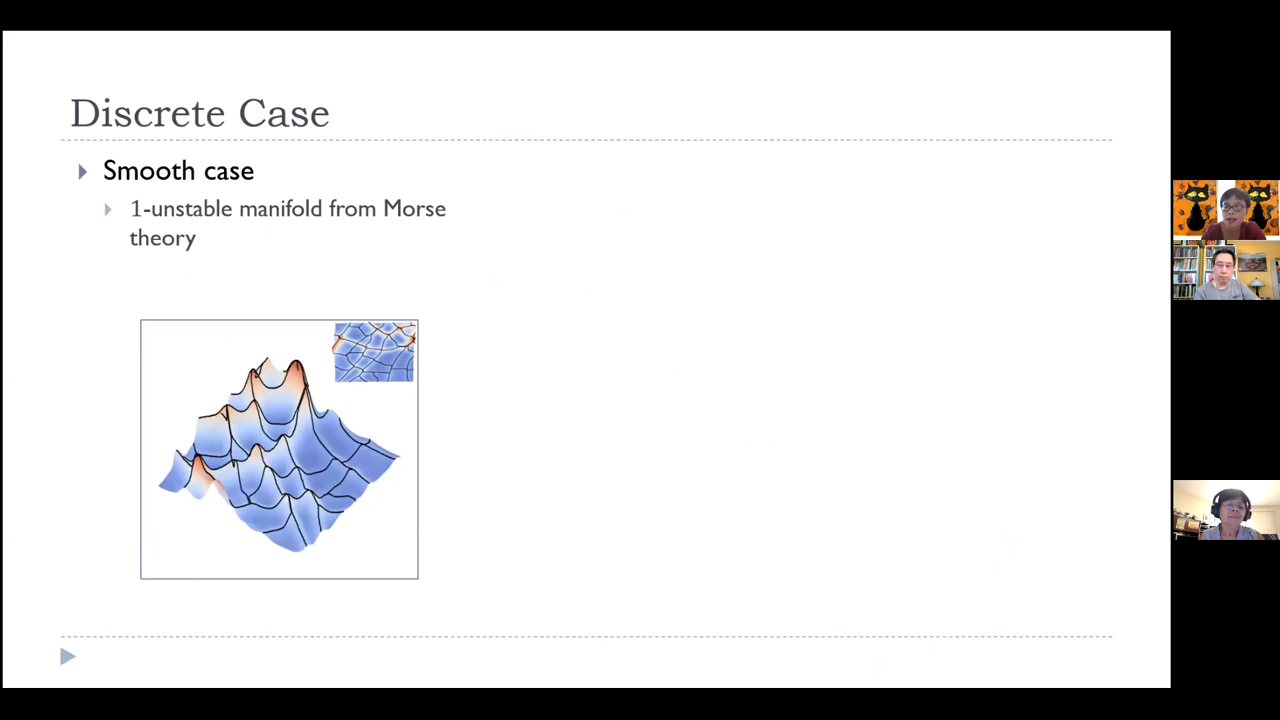 Discrete Case
Smooth case
1-unstable manifold from Morse
theory